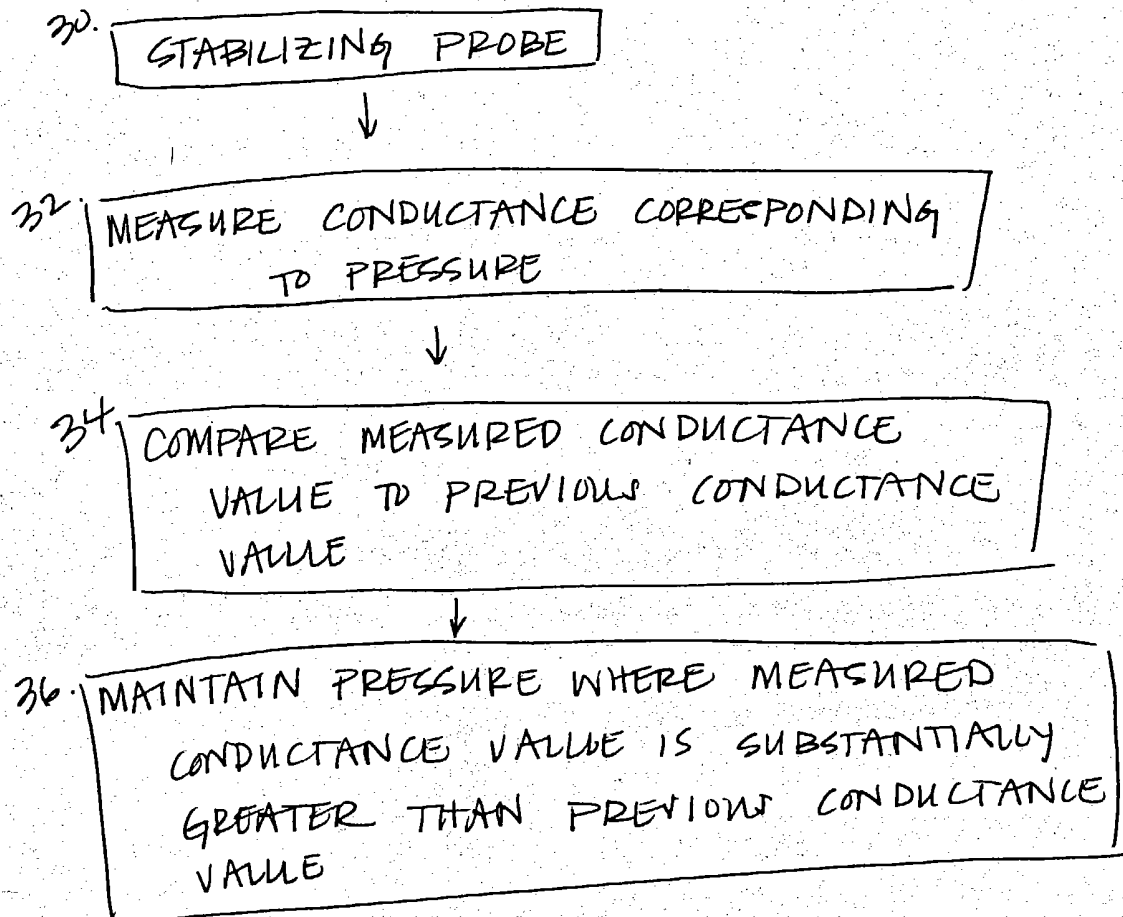 30.
STABILIZING PROBE
32.
MEASURE CONDUCTANCE CORRESPONDING
TO PRESSURE
34.
COMPARE MEASURED CONDUCTANCE
VALUE TO PREVIOUS CONDUCTANCE
VALUE
36.
MAINTAIN PRESSURE WHERE MEASURED
CONDUCTANCE VALUE IS SUBSTANTIALLY
GREATER THAN PREVIOUS CONDUCTANCE
VALUE